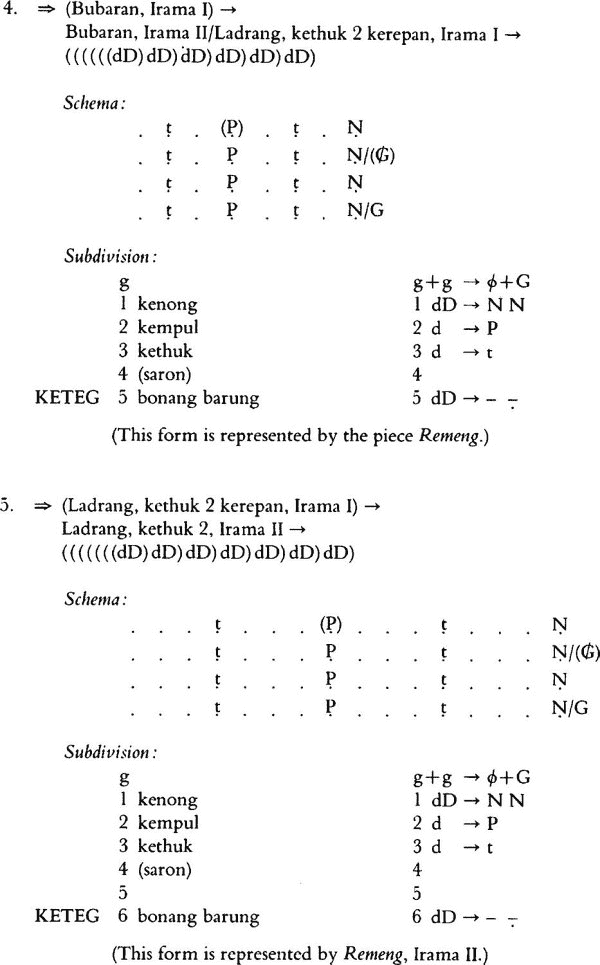 4. ⇒ (Bubaran, Irama I) →
Bubaran, Irama II/Ladrang, kethuk 2 kerepan, Irama I →
((((((dD) dD) dD) dD) dD) dD)
Schema:
. ṭ . (P̣) . ṭ . Ṇ
. ṭ . P̣ . ṭ . Ṇ/(₲)
. ṭ . P̣ . ṭ . Ṇ
. ṭ . P̣ . ṭ . Ṇ/G
Subdivision:
g g+g → ϕ+G
1 kenong 1 dD → N N
2 kempul 2 d → P
3 kethuk 3 d → t
4 (saron) 4
KETEG 5 bonang barung 5 dD → – –̣
(This form is represented by the piece Remeng.)
5. ⇒ (Ladrang, kethuk 2 kerepan, Irama I) →
Ladrang, kethuk 2, Irama II →
(((((((dD) dD) dD) dD) dD) dD) dD)
Schema:
. . . ṭ . . . (P̣) . . . ṭ . . . Ṇ
. . . ṭ . . . P̣ . . . ṭ . . . Ṇ/(₲)
. . . ṭ . . . P̣ . . . ṭ . . . Ṇ
. . . ṭ . . . P̣ . . . ṭ . . . Ṇ/G
Subdivision:
g g+g → ϕ+G
1 kenong 1 dD → N N
2 kempul 2 d → P
3 kethuk 3 d → t
4 (saron) 4
5 5
KETEG 6 bonang barung 6 dD → – –̣
(This form is represented by Remeng, Irama II.)